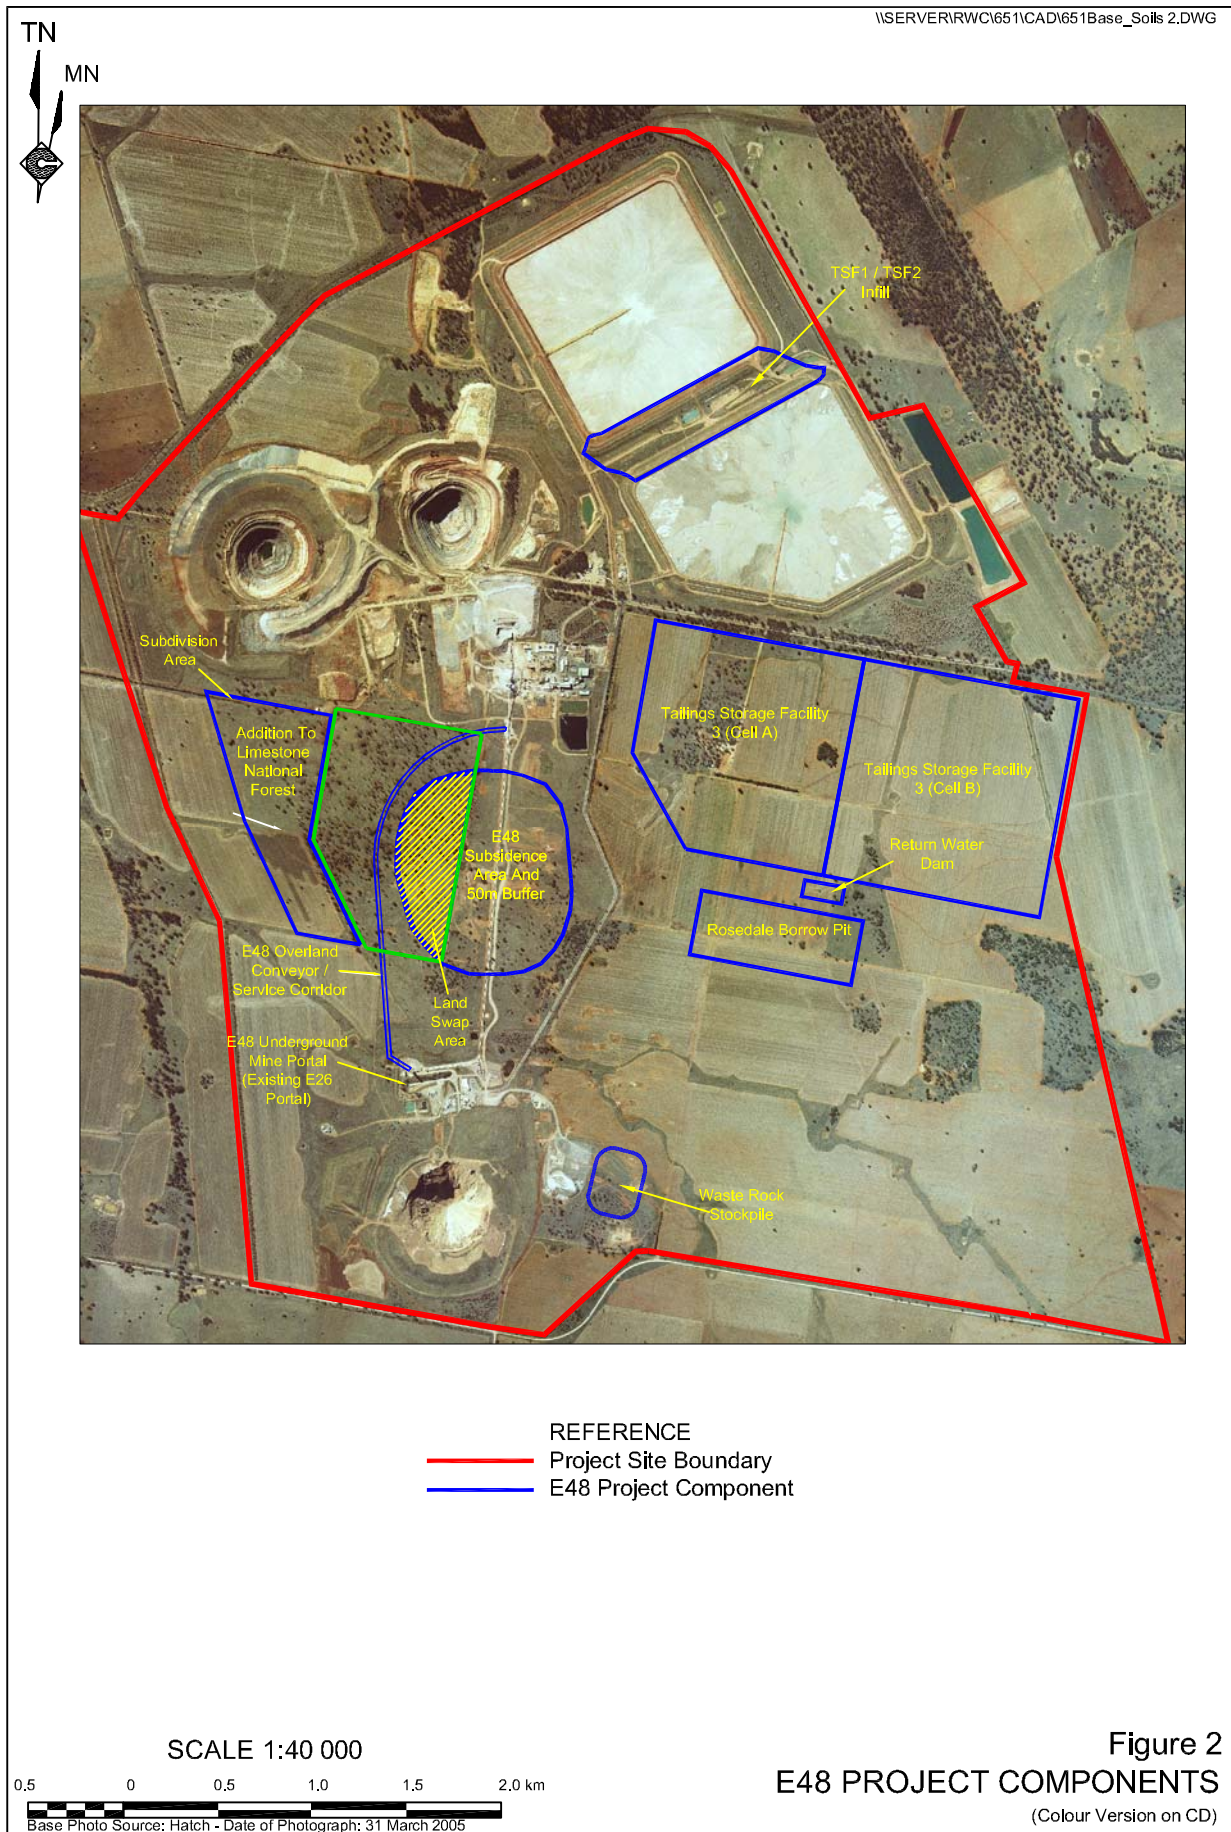 \\SERVER\RWC\651\CAD\651Base_Soils 2.DWG
TN
MN
TSF1 / TSF2
Infill
Subdivision
Area
Addition To
Limestone
National
Forest
Tailings Storage Facility
3 (Cell A)
Tailings Storage Facility
3 (Cell B)
E48
Subsidence
Area And
50m Buffer
Return Water
Dam
Rosedale Borrow Pit
E48 Overland
Conveyor /
Service Corridor
Land
Swap
Area
E48 Underground
Mine Portal
(Existing E26
Portal)
Waste Rock
Stockpile
REFERENCE
Project Site Boundary
E48 Project Component
SCALE 1:40 000
0.5 0 0.5 1.0 1.5 2.0 km
Base Photo Source: Hatch - Date of Photograph: 31 March 2005
Figure 2
E48 PROJECT COMPONENTS
(Colour Version on CD)